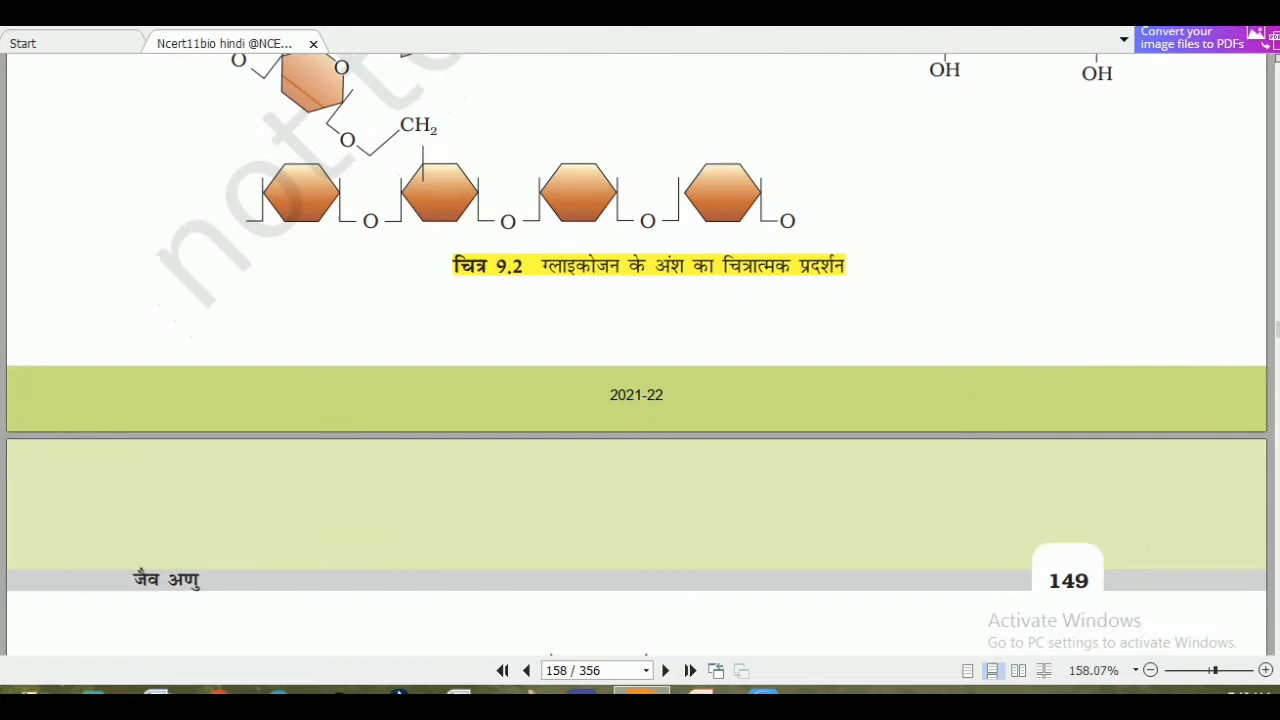 Start
Ncert11bio hindi @NCE... x
Convert your
image files to PDFs
O
O
OH
OH
CH2
O
O
O
O
O
not t
चित्र 9.2 ग्लाइकोजन के अंश का चित्रात्मक प्रदर्शन
2021-22
जैव अणु
149
Activate Windows
Go to PC settings to activate Windows.
158 / 356
158.07%